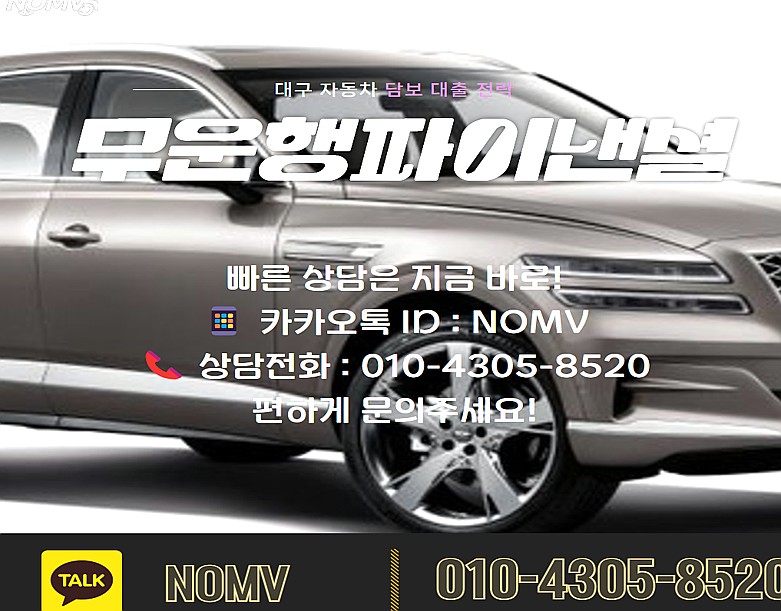 NOMV
대구 자동차 담보 대출 전략
무운행파이낸셜
빠른 상담은 지금 바로!
카카오톡 ID : NOMV
상담전화 : 010-4305-8520
편하게 문의주세요!
TALK NOMV 010-4305-8520